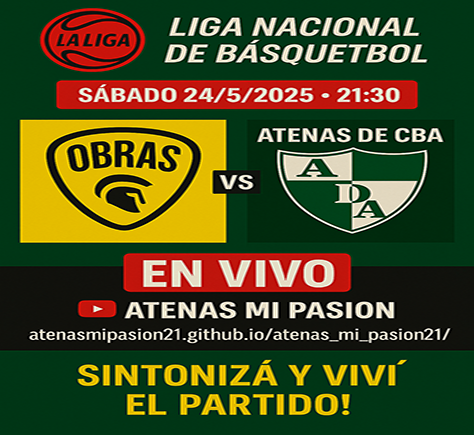 LA LIGA
LIGA NACIONAL
DE BÁSQUETBOL
SÁBADO 24/5/2025 • 21:30
OBRAS
VS
ATENAS DE CBA
ADA
EN VIVO
ATENAS MI PASION
atenasmipasion21.github.io/atenas_mi_pasion21/
SINTONIZÁ Y VIVÍ
EL PARTIDO!